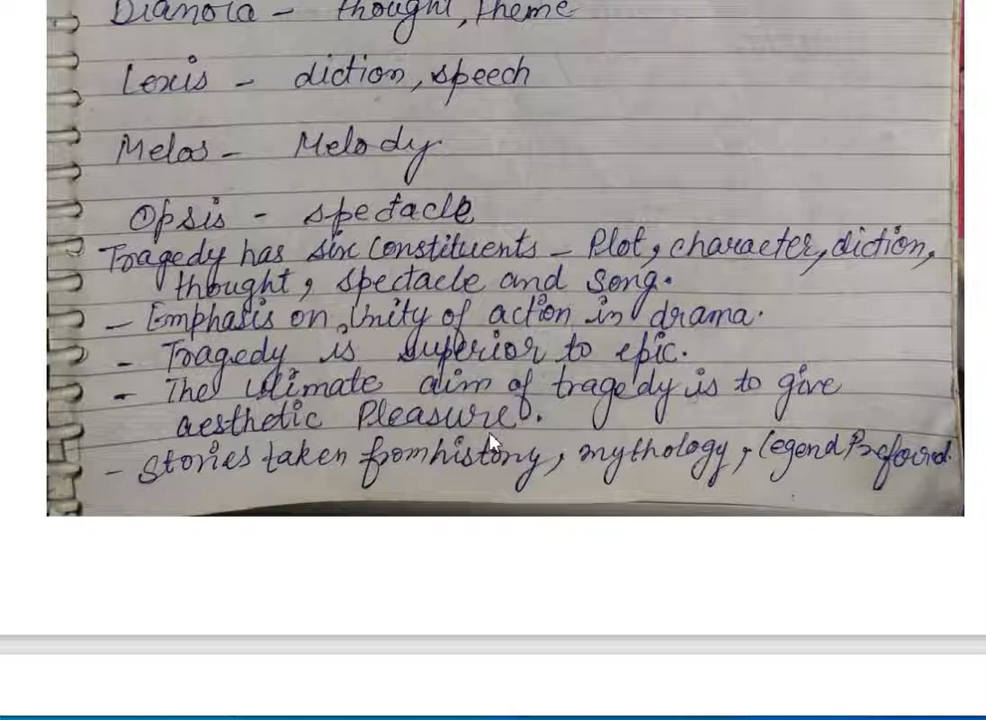 Dianoia - thought, theme
Lexis - diction, speech
Melos - Melody
Opsis - spectacle
Tragedy has six constituents - Plot, character, diction,
thought, spectacle and song.
- Emphasis on Unity of action in drama.
- Tragedy is superior to epic.
- The Ultimate aim of tragedy is to give
aesthetic Pleasure.
- Stories taken from history, mythology, legend Preferred.